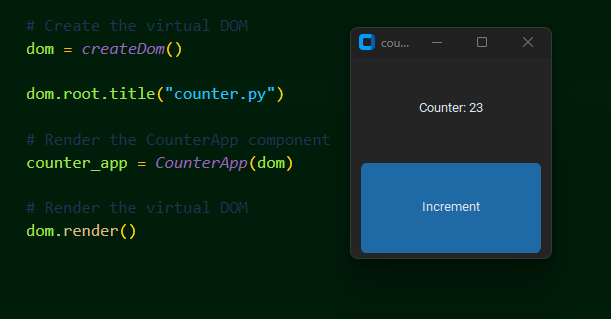 # Create the virtual DOM
dom = createDom()
dom.root.title("counter.py")
# Render the CounterApp component
counter_app = CounterApp(dom)
# Render the virtual DOM
dom.render()
cou...
Counter: 23
Increment